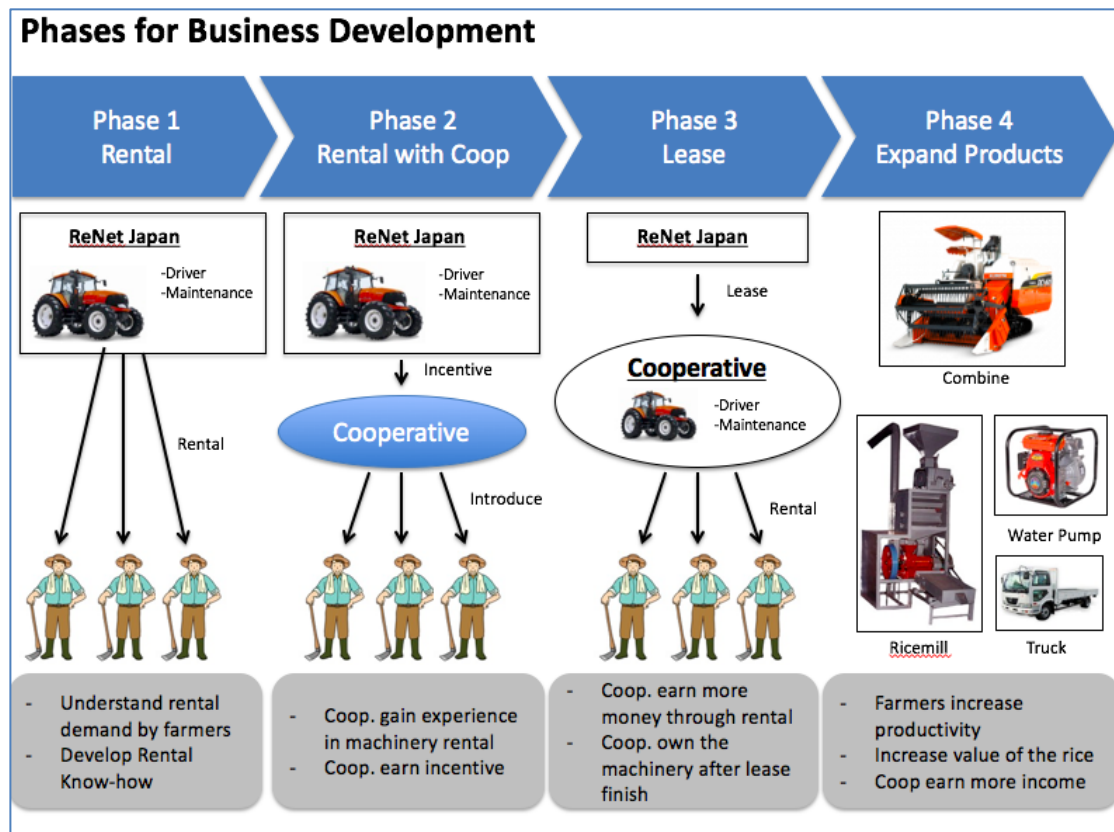 Phases for Business Development
Phase 1
Rental
Phase 2
Rental with Coop
Phase 3
Lease
Phase 4
Expand Products
ReNet Japan
-Driver
-Maintenance
Rental
ReNet Japan
-Driver
-Maintenance
Incentive
Cooperative
Introduce
ReNet Japan
Lease
Cooperative
-Driver
-Maintenance
Rental
Combine
Ricemill
Water Pump
Truck
- Understand rental
demand by farmers
- Develop Rental
Know-how
- Coop. gain experience
in machinery rental
- Coop. earn incentive
- Coop. earn more
money through rental
- Coop. own the
machinery after lease
finish
- Farmers increase
productivity
- Increase value of the rice
- Coop earn more income